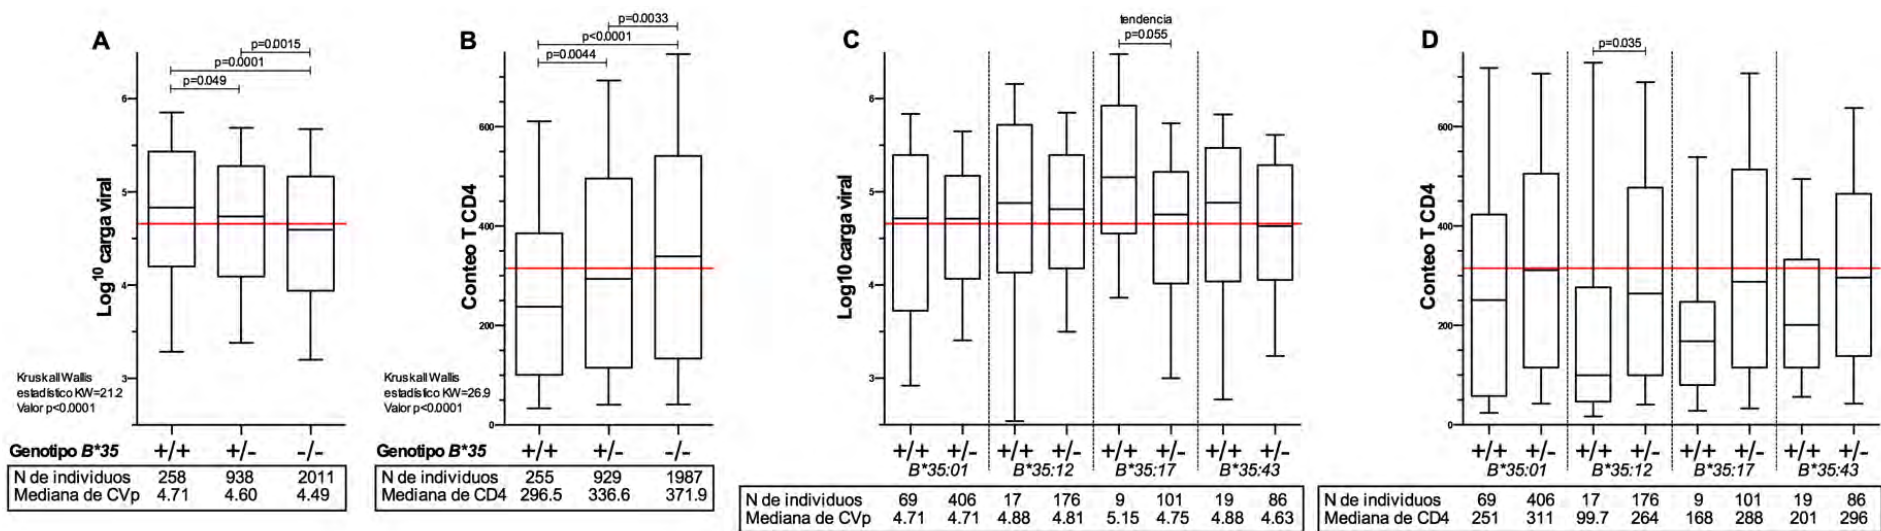 A
p=0.0015
p=0.0001
p=0.049
6
5
4
3
Log10 carga viral
Kruskall Wallis
estadístico KW=21.2
Valor p<0.0001
Genotipo B*35 +/+ +/- -/-
N de individuos 258 938 2011
Mediana de CVp 4.71 4.60 4.49
B
p=0.0033
p<0.0001
p=0.0044
600
400
200
0
Conteo T CD4
Kruskall Wallis
estadístico KW=26.9
Valor p<0.0001
Genotipo B*35 +/+ +/- -/-
N de individuos 255 929 1987
Mediana de CD4 296.5 336.6 371.9
C
tendencia
p=0.055
6
5
4
3
Log10 carga viral
+/+ +/- +/+ +/- +/+ +/- +/+ +/-
B*35:01 B*35:12 B*35:17 B*35:43
N de individuos 69 406 17 176 9 101 19 86
Mediana de CVp 4.71 4.71 4.88 4.81 5.15 4.75 4.88 4.63
D
p=0.035
600
400
200
0
Conteo T CD4
+/+ +/- +/+ +/- +/+ +/- +/+ +/-
B*35:01 B*35:12 B*35:17 B*35:43
N de individuos 69 406 17 176 9 101 19 86
Mediana de CD4 251 311 99.7 264 168 288 201 296